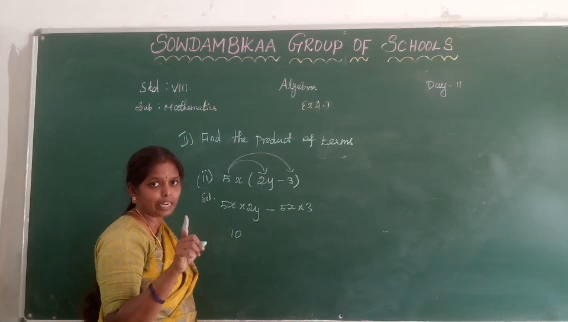 SOWDAMBIKAA GROUP OF SCHOOLS
Std : VIII Algebra Day - 11
Sub : Mathematics Ex 3.1
II) Find the product of terms
(ii) 5x (2y - 3)
Sol. 5x × 2y - 5x × 3
10